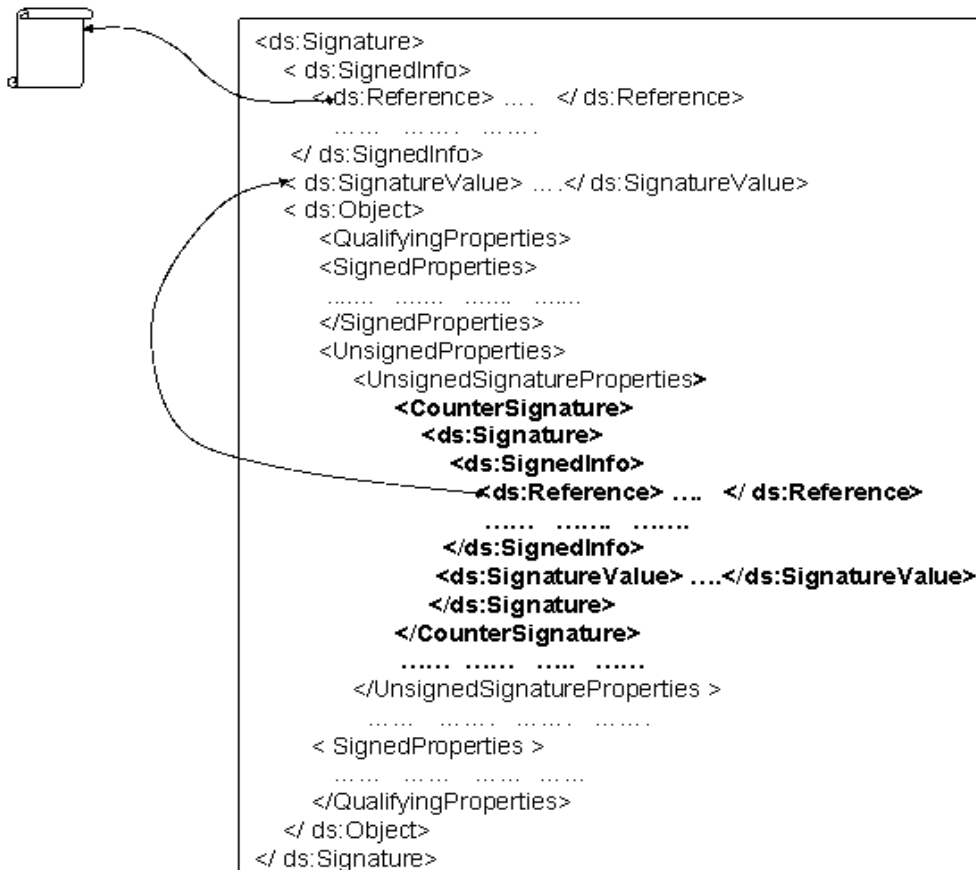 <ds:Signature>
< ds:SignedInfo>
< ds:Reference> .... </ ds:Reference>
...... ....... .......
</ ds:SignedInfo>
< ds:SignatureValue> ....</ ds:SignatureValue>
< ds:Object>
<QualifyingProperties>
<SignedProperties>
....... ....... ....... .......
</SignedProperties>
<UnsignedProperties>
<UnsignedSignatureProperties>
<CounterSignature>
<ds:Signature>
<ds:SignedInfo>
<ds:Reference> .... </ ds:Reference>
...... ....... .......
</ds:SignedInfo>
<ds:SignatureValue> ....</ds:SignatureValue>
</ds:Signature>
</CounterSignature>
...... ...... ..... ......
</UnsignedSignatureProperties >
...... ....... ....... .......
< SignedProperties >
...... ...... ...... ......
</QualifyingProperties>
</ ds:Object>
</ ds:Signature>